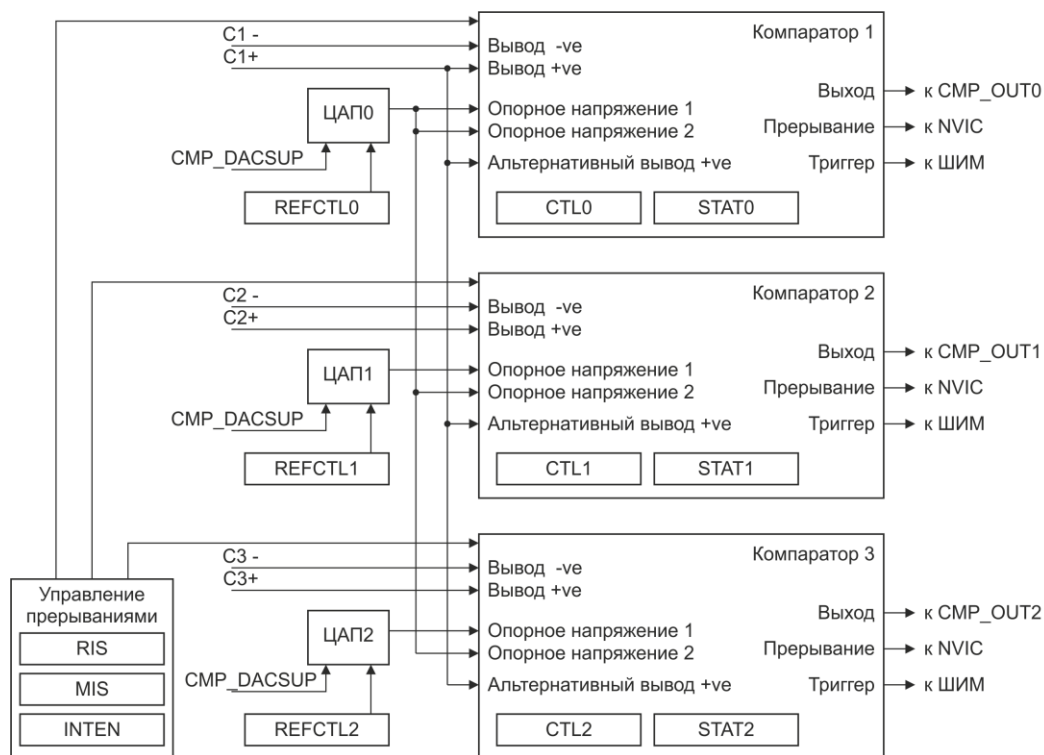 Компаратор 1
C1 -
C1+
Вывод -ve
Вывод +ve
ЦАП0
Опорное напряжение 1
Опорное напряжение 2
CMP_DACSUP
Альтернативный вывод +ve
REFCTL0
CTL0
STAT0
Выход
к CMP_OUT0
Прерывание
к NVIC
Триггер
к ШИМ
Компаратор 2
C2 -
C2+
Вывод -ve
Вывод +ve
ЦАП1
Опорное напряжение 1
Опорное напряжение 2
CMP_DACSUP
Альтернативный вывод +ve
REFCTL1
CTL1
STAT1
Выход
к CMP_OUT1
Прерывание
к NVIC
Триггер
к ШИМ
Компаратор 3
C3 -
C3+
Вывод -ve
Вывод +ve
ЦАП2
Опорное напряжение 1
Опорное напряжение 2
CMP_DACSUP
Альтернативный вывод +ve
REFCTL2
CTL2
STAT2
Выход
к CMP_OUT2
Прерывание
к NVIC
Триггер
к ШИМ
Управление
прерываниями
RIS
MIS
INTEN